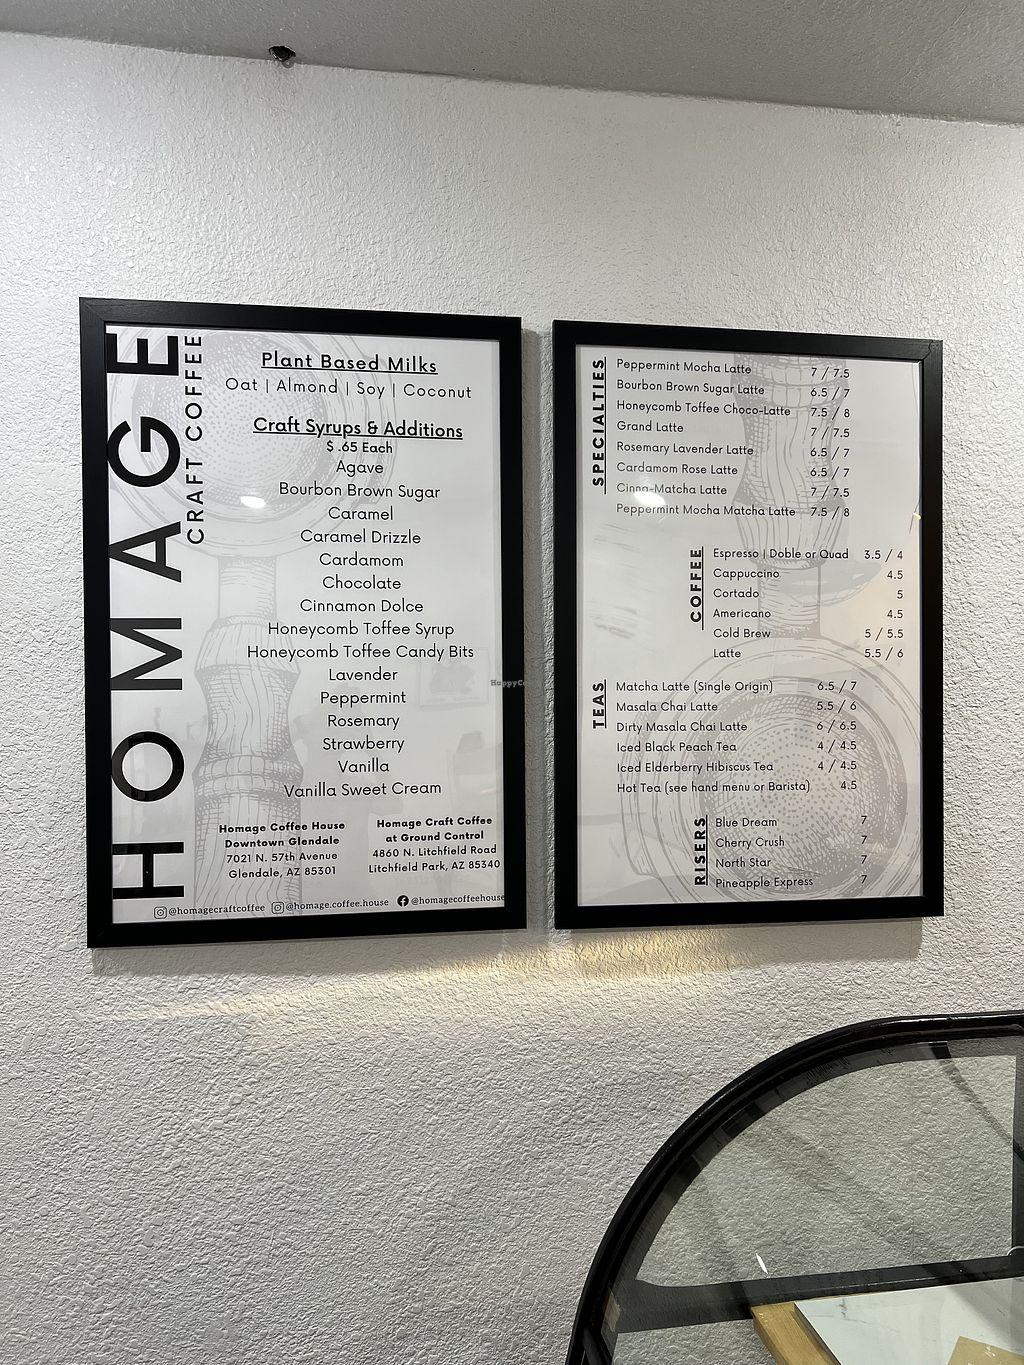 HOMAGE
CRAFT COFFEE
Plant Based Milks
Oat | Almond | Soy | Coconut
Craft Syrups & Additions
$ .65 Each
Agave
Bourbon Brown Sugar
Caramel
Caramel Drizzle
Cardamom
Chocolate
Cinnamon Dolce
Honeycomb Toffee Syrup
Honeycomb Toffee Candy Bits
Lavender
Peppermint
Rosemary
Strawberry
Vanilla
Vanilla Sweet Cream
Homage Coffee House
Downtown Glendale
7021 N. 57th Avenue
Glendale, AZ 85301
Homage Craft Coffee
at Ground Control
4860 N. Litchfield Road
Litchfield Park, AZ 85340
@homagecraftcoffee @homage.coffee.house @homagecoffeehouse
SPECIALTIES
Peppermint Mocha Latte 7 / 7.5
Bourbon Brown Sugar Latte 6.5 / 7
Honeycomb Toffee Choco-Latte 7.5 / 8
Grand Latte 7 / 7.5
Rosemary Lavender Latte 6.5 / 7
Cardamom Rose Latte 6.5 / 7
Cinna-Matcha Latte 7 / 7.5
Peppermint Mocha Matcha Latte 7.5 / 8
COFFEE
Espresso | Doble or Quad 3.5 / 4
Cappuccino 4.5
Cortado 5
Americano 4.5
Cold Brew 5 / 5.5
Latte 5.5 / 6
TEAS
Matcha Latte (Single Origin) 6.5 / 7
Masala Chai Latte 5.5 / 6
Dirty Masala Chai Latte 6 / 6.5
Iced Black Peach Tea 4 / 4.5
Iced Elderberry Hibiscus Tea 4 / 4.5
Hot Tea (see hand menu or Barista) 4.5
RISERS
Blue Dream 7
Cherry Crush 7
North Star 7
Pineapple Express 7